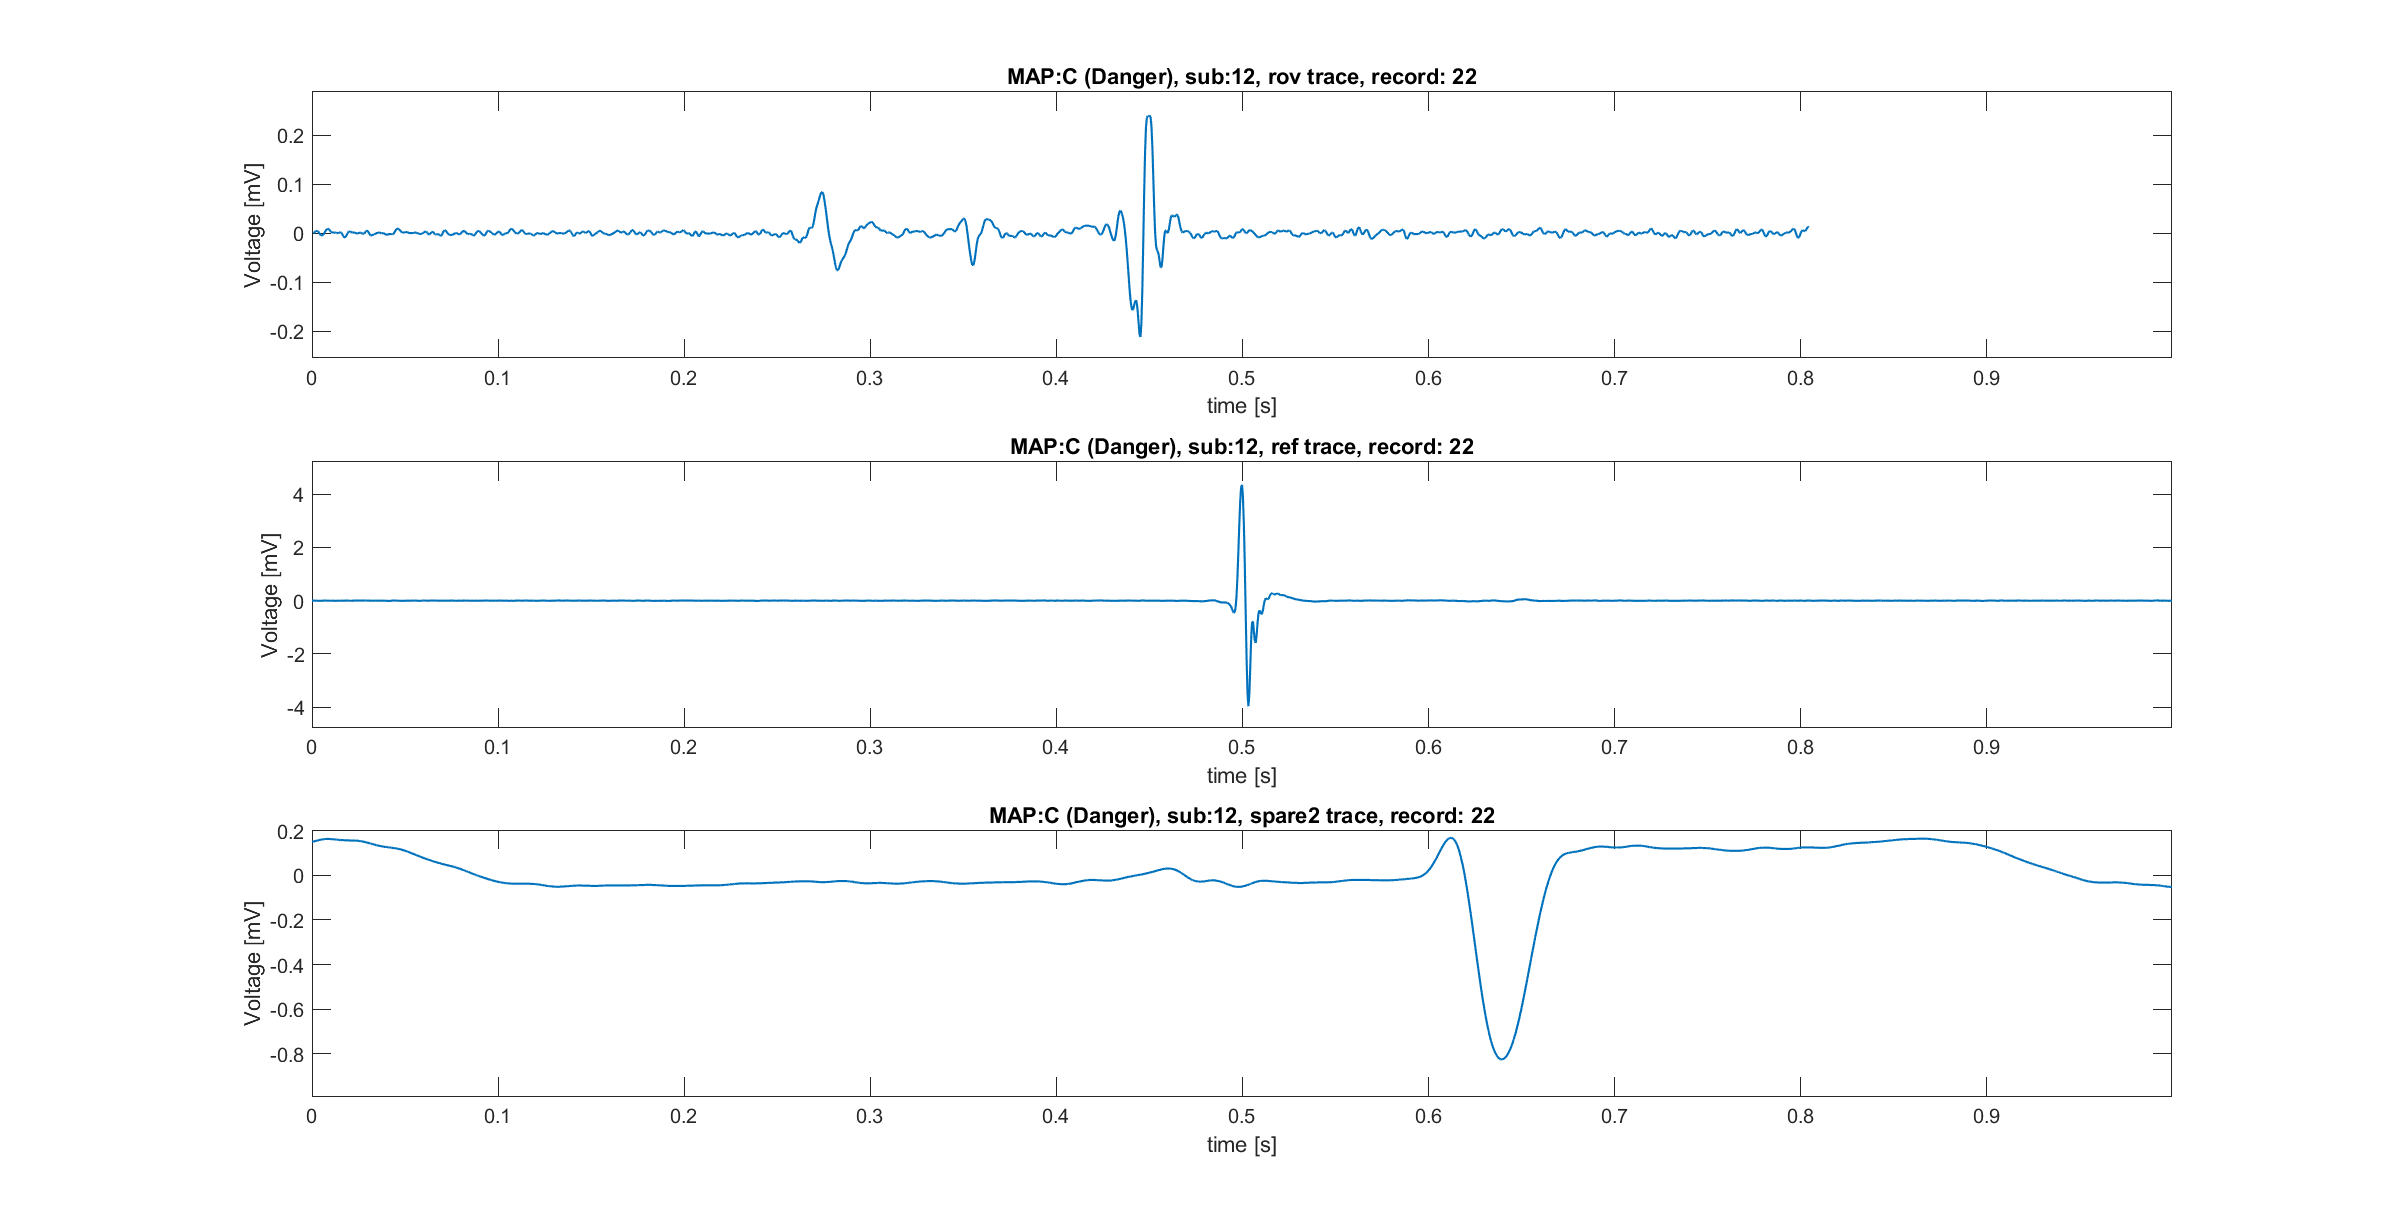 MAP:C (Danger), sub:12, rov trace, record: 22
Voltage [mV]
0.2
0.1
0
-0.1
-0.2
0 0.1 0.2 0.3 0.4 0.5 0.6 0.7 0.8 0.9
time [s]
MAP:C (Danger), sub:12, ref trace, record: 22
Voltage [mV]
4
2
0
-2
-4
0 0.1 0.2 0.3 0.4 0.5 0.6 0.7 0.8 0.9
time [s]
MAP:C (Danger), sub:12, spare2 trace, record: 22
Voltage [mV]
0.2
0
-0.2
-0.4
-0.6
-0.8
0 0.1 0.2 0.3 0.4 0.5 0.6 0.7 0.8 0.9
time [s]